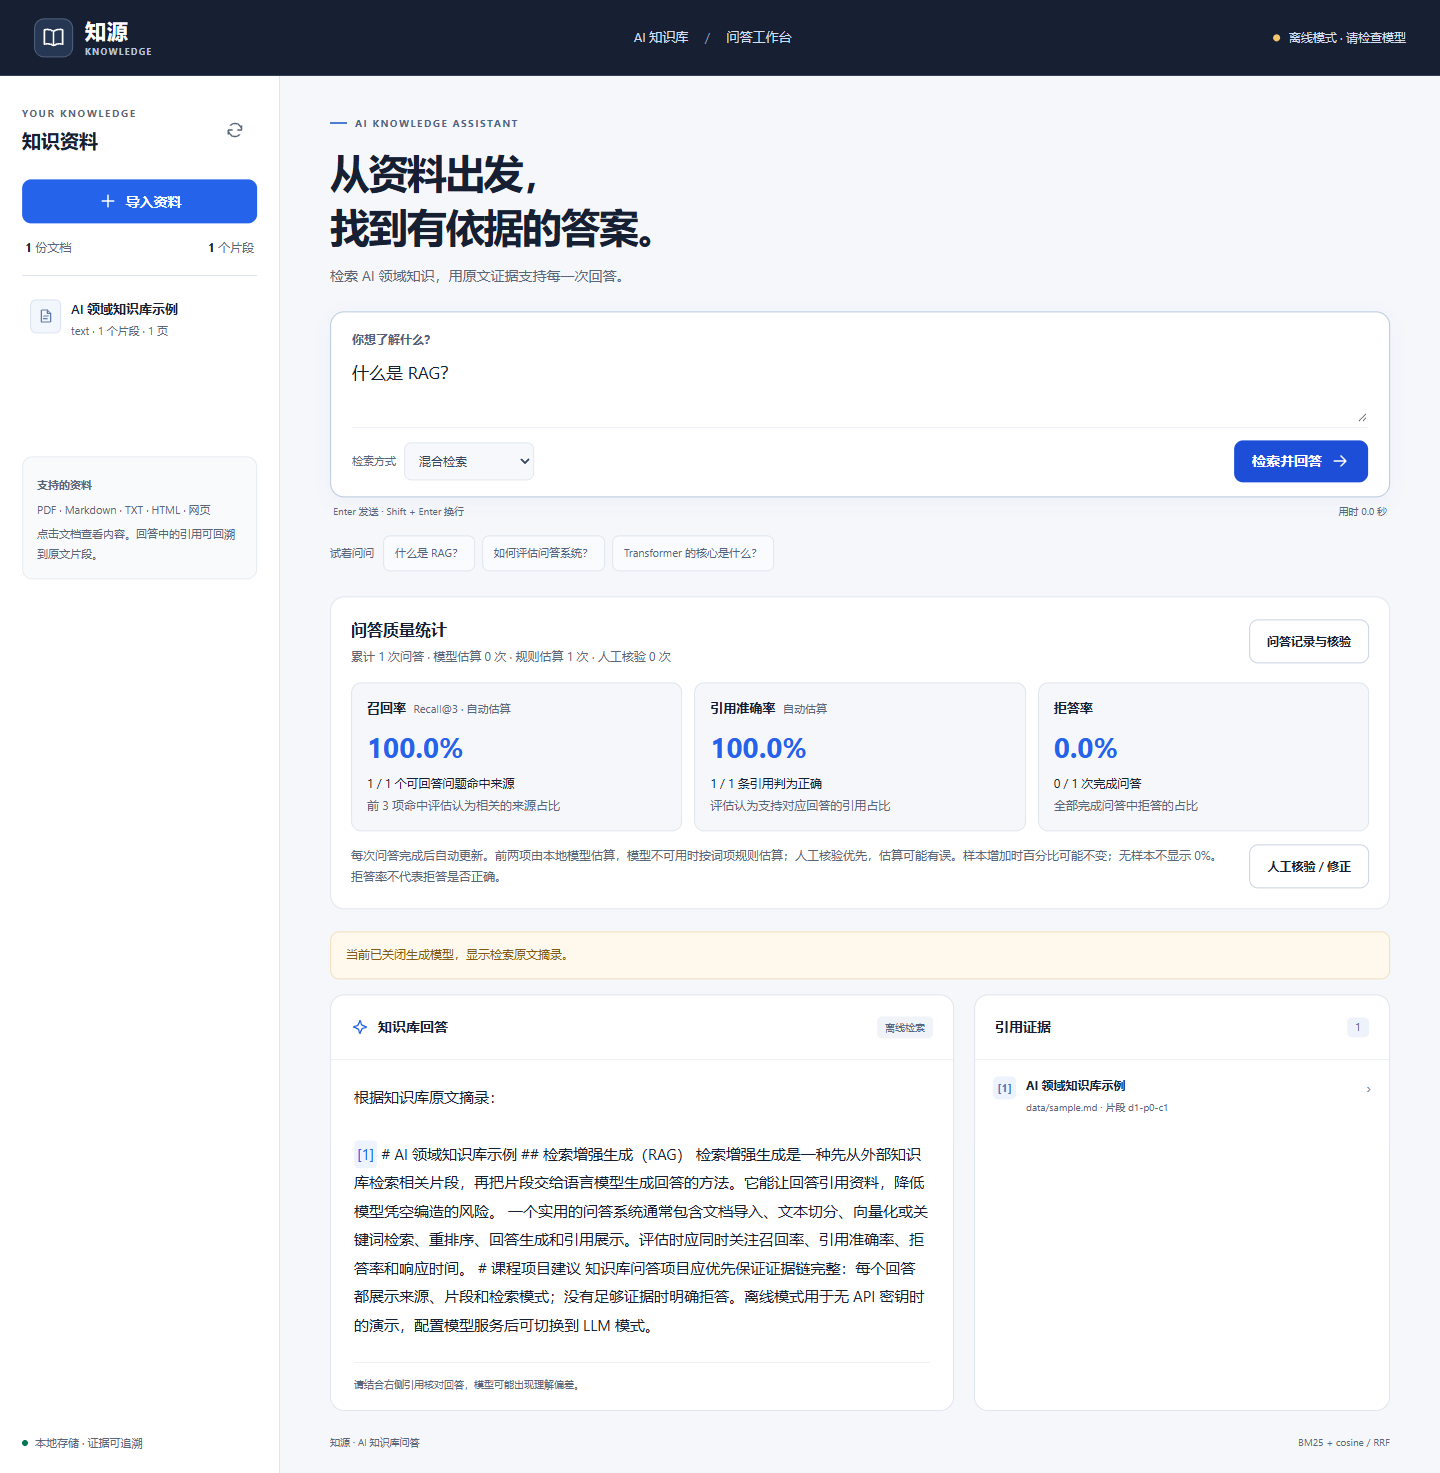 知源
KNOWLEDGE
AI 知识库 / 问答工作台
离线模式 · 请检查模型
YOUR KNOWLEDGE
知识资料
导入资料
1 份文档
1 个片段
AI 领域知识库示例
text · 1 个片段 · 1 页
支持的资料
PDF · Markdown · TXT · HTML · 网页
点击文档查看内容。回答中的引用可回溯
到原文片段。
本地存储 · 证据可追溯
AI KNOWLEDGE ASSISTANT
从资料出发，
找到有依据的答案。
检索 AI 领域知识，用原文证据支持每一次回答。
你想了解什么？
什么是 RAG？
检索方式
混合检索
检索并回答
Enter 发送 · Shift + Enter 换行
用时 0.0 秒
试着问问
什么是 RAG？
如何评估问答系统？
Transformer 的核心是什么？
问答质量统计
累计 1 次问答 · 模型估算 0 次 · 规则估算 1 次 · 人工核验 0 次
问答记录与核验
召回率 Recall@3 · 自动估算
100.0%
1 / 1 个可回答问题命中来源
前 3 项命中评估认为相关的来源占比
引用准确率 自动估算
100.0%
1 / 1 条引用判为正确
评估认为支持对应回答的引用占比
拒答率
0.0%
0 / 1 次完成问答
全部完成问答中拒答的占比
每次问答完成后自动更新。前两项由本地模型估算，模型不可用时按词项规则估算；人工核验优先，估算可能有误。样本增加时百分比可能不变；无样本不显示 0%。
拒答率不代表拒答是否正确。
人工核验 / 修正
当前已关闭生成模型，显示检索原文摘录。
知识库回答
离线检索
根据知识库原文摘录：
[1] # AI 领域知识库示例 ## 检索增强生成（RAG） 检索增强生成是一种先从外部知识
库检索相关片段，再把片段交给语言模型生成回答的方法。它能让回答引用资料，降低
模型凭空编造的风险。 一个实用的问答系统通常包含文档导入、文本切分、向量化或关
键词检索、重排序、回答生成和引用展示。评估时应同时关注召回率、引用准确率、拒
答率和响应时间。 # 课程项目建议 知识库问答项目应优先保证证据链完整：每个回答
都展示来源、片段和检索模式；没有足够证据时明确拒答。离线模式用于无 API 密钥时
的演示，配置模型服务后可切换到 LLM 模式。
请结合右侧引用核对回答，模型可能出现理解偏差。
引用证据
1
[1] AI 领域知识库示例
data/sample.md · 片段 d1-p0-c1
知源 · AI 知识库问答
BM25 + cosine / RRF